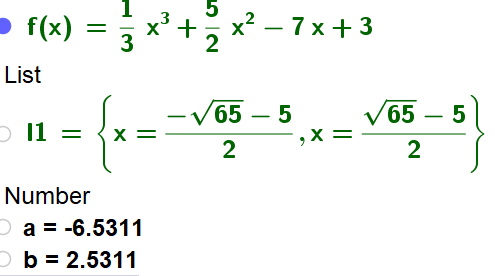 f(x) = 1/3 x³ + 5/2 x² − 7 x + 3
List
l1 = {x = (−√65 − 5)/2, x = (√65 − 5)/2}
Number
a = -6.5311
b = 2.5311